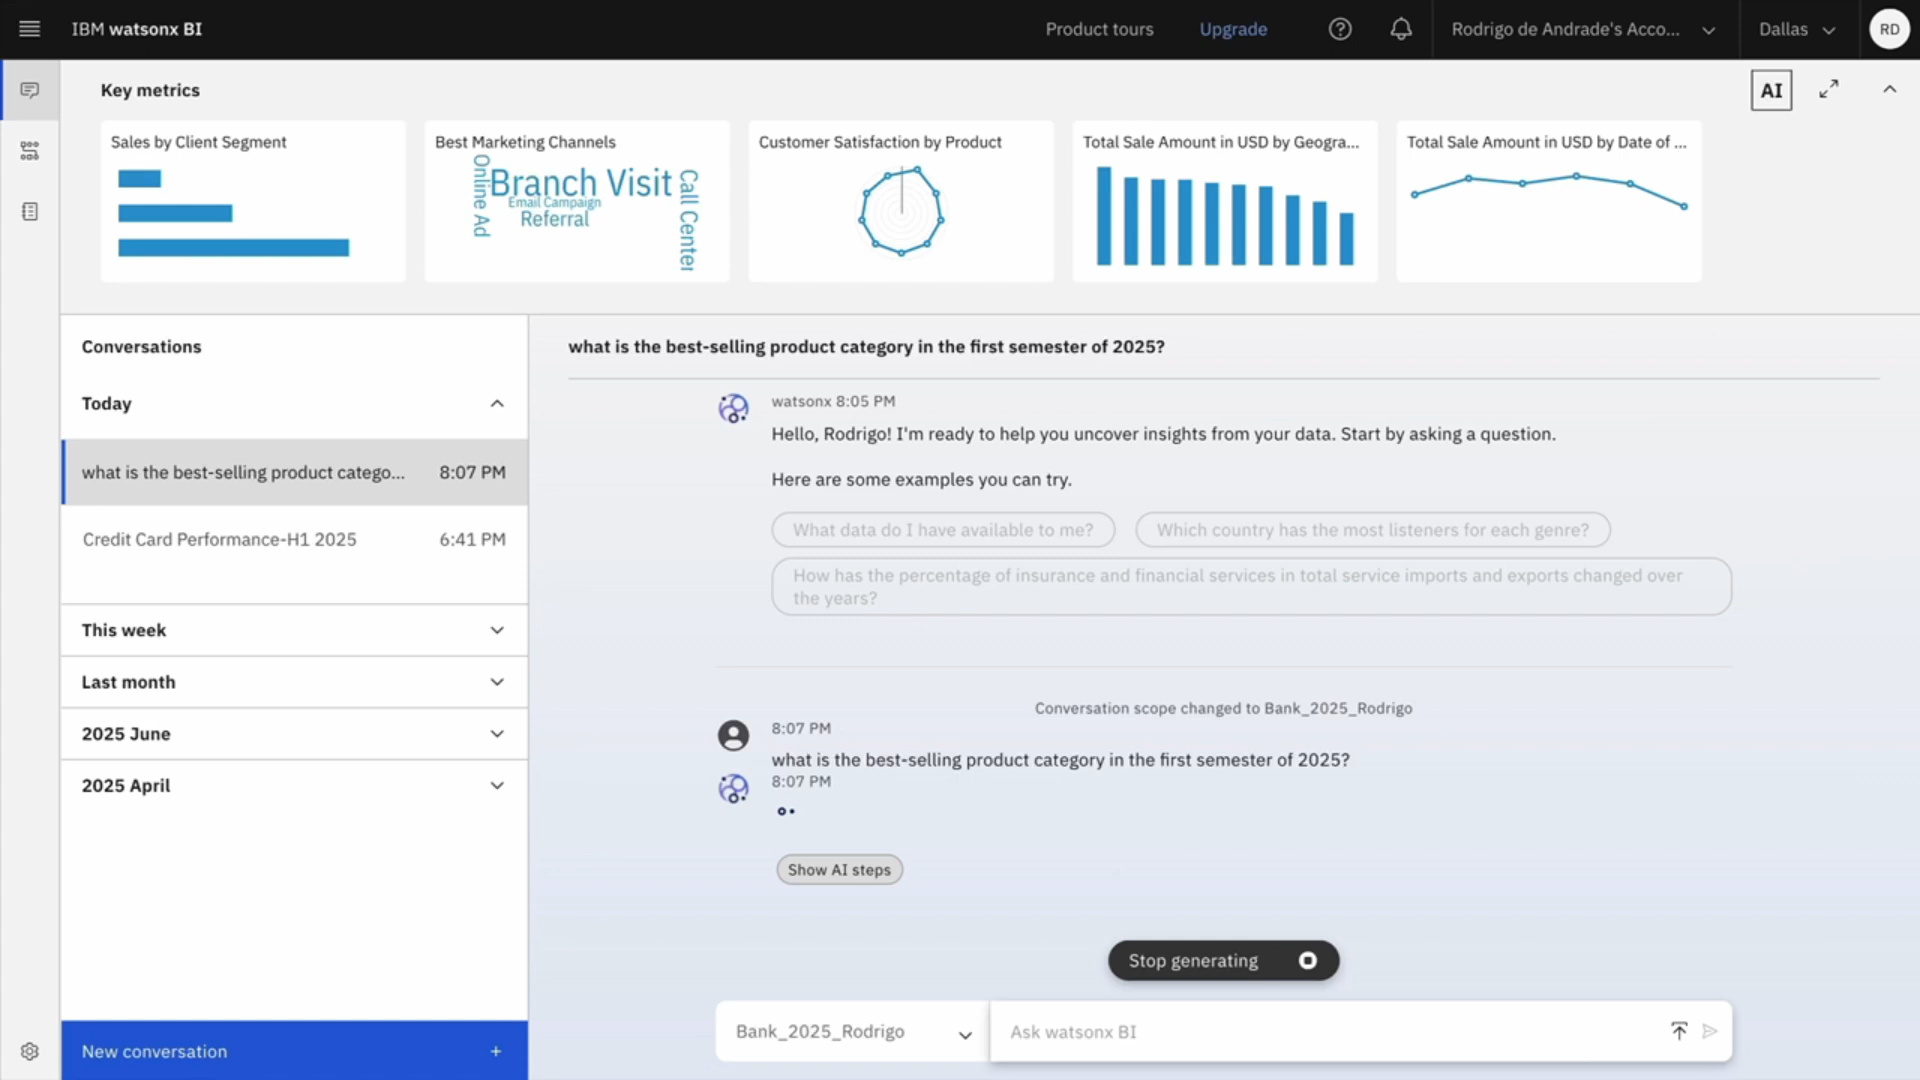 IBM watsonx BI
Product tours
Upgrade
Rodrigo de Andrade's Acco...
Dallas
RD
Key metrics
AI
Sales by Client Segment
Best Marketing Channels
Online Ad
Branch Visit
Email Campaign
Referral
Call Center
Customer Satisfaction by Product
Total Sale Amount in USD by Geogra...
Total Sale Amount in USD by Date of ...
Conversations
Today
what is the best-selling product catego...
8:07 PM
Credit Card Performance-H1 2025
6:41 PM
This week
Last month
2025 June
2025 April
New conversation
+
what is the best-selling product category in the first semester of 2025?
watsonx 8:05 PM
Hello, Rodrigo! I'm ready to help you uncover insights from your data. Start by asking a question.
Here are some examples you can try.
What data do I have available to me?
Which country has the most listeners for each genre?
How has the percentage of insurance and financial services in total service imports and exports changed over
the years?
Conversation scope changed to Bank_2025_Rodrigo
8:07 PM
what is the best-selling product category in the first semester of 2025?
8:07 PM
Show AI steps
Stop generating
Bank_2025_Rodrigo
Ask watsonx BI